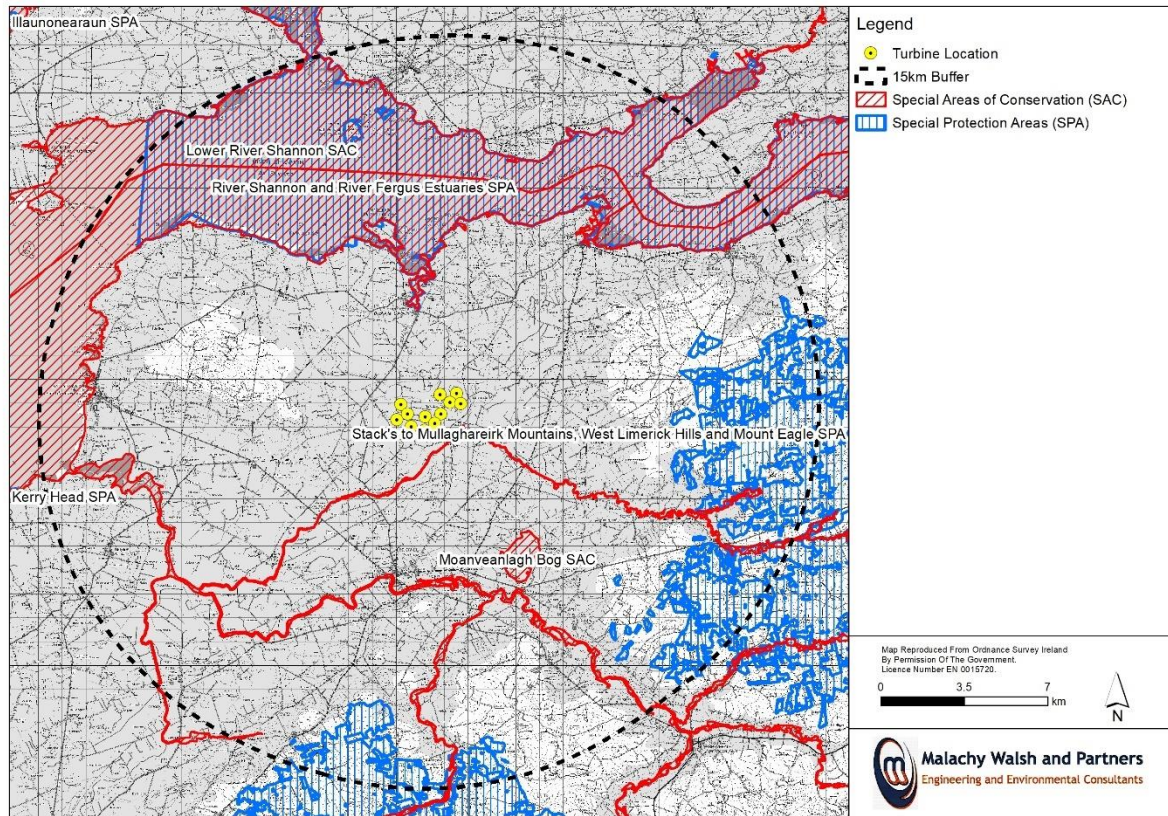 Illaunonearaun SPA
Lower River Shannon SAC
River Shannon and River Fergus Estuaries SPA
Stack's to Mullaghareirk Mountains, West Limerick Hills and Mount Eagle SPA
Kerry Head SPA
Moanveanlagh Bog SAC
Legend
Turbine Location
15km Buffer
Special Areas of Conservation (SAC)
Special Protection Areas (SPA)
Map Reproduced From Ordnance Survey Ireland
By Permission Of The Government.
Licence Number EN 0015720.
0 3.5 7
km
N
Malachy Walsh and Partners
Engineering and Environmental Consultants